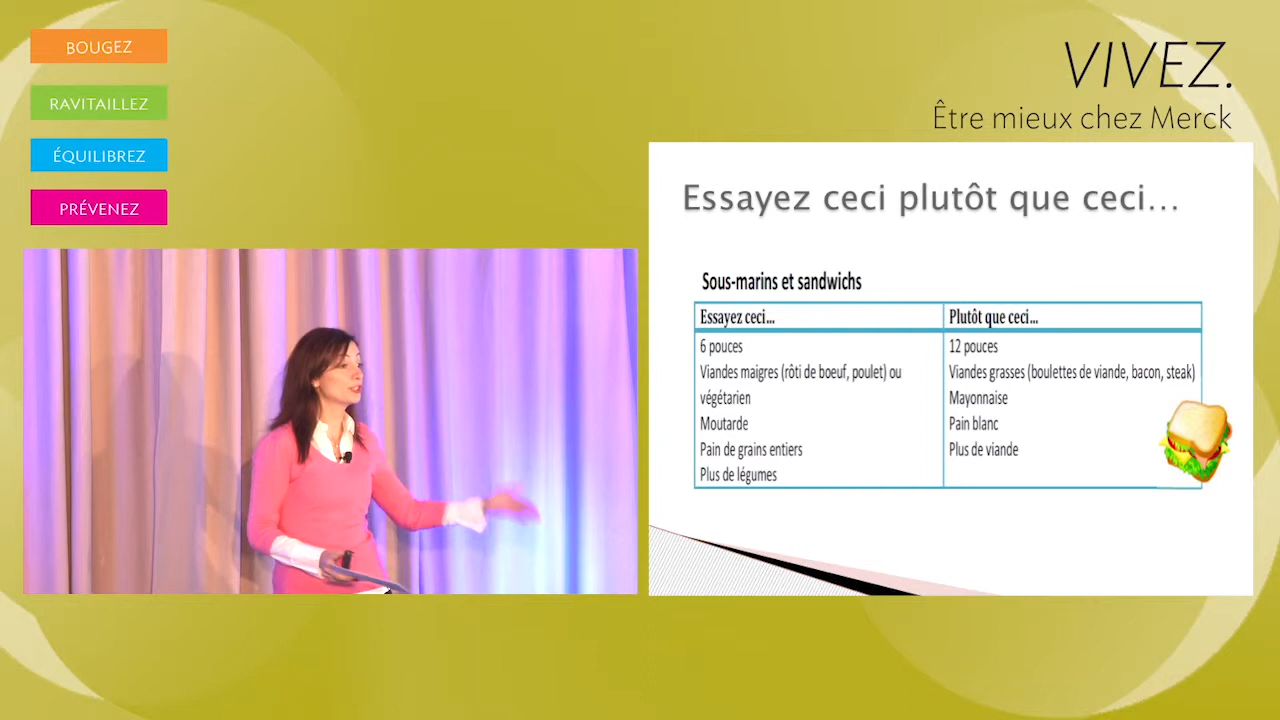 BOUGEZ
RAVITAILLEZ
ÉQUILIBREZ
PRÉVENEZ
VIVEZ.
Être mieux chez Merck
Essayez ceci plutôt que ceci...
Sous-marins et sandwichs
Essayez ceci...
6 pouces
Viandes maigres (rôti de boeuf, poulet) ou
végétarien
Moutarde
Pain de grains entiers
Plus de légumes
Plutôt que ceci...
12 pouces
Viandes grasses (boulettes de viande, bacon, steak)
Mayonnaise
Pain blanc
Plus de viande